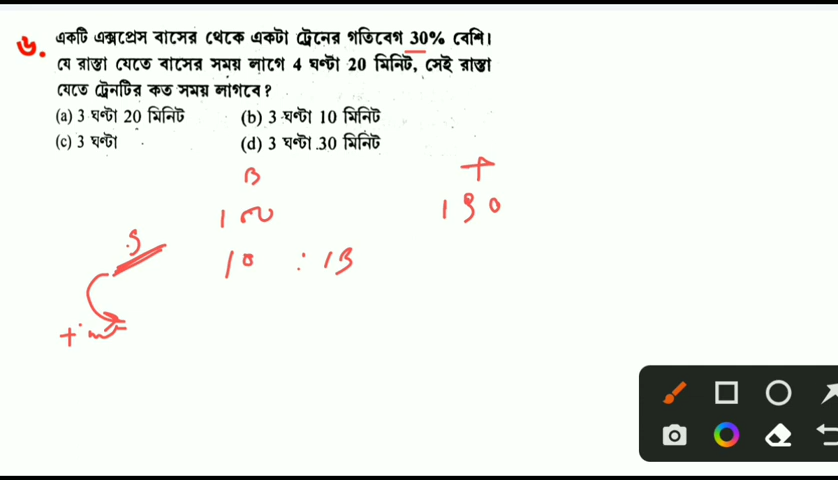 ৬. একটি এক্সপ্রেস বাসের থেকে একটা ট্রেনের গতিবেগ 30% বেশি।
যে রাস্তা যেতে বাসের সময় লাগে 4 ঘণ্টা 20 মিনিট, সেই রাস্তা
যেতে ট্রেনটির কত সময় লাগবে?
(a) 3 ঘণ্টা 20 মিনিট (b) 3 ঘণ্টা 10 মিনিট
(c) 3 ঘণ্টা (d) 3 ঘণ্টা 30 মিনিট
B T
100 130
S 10 : 13
time